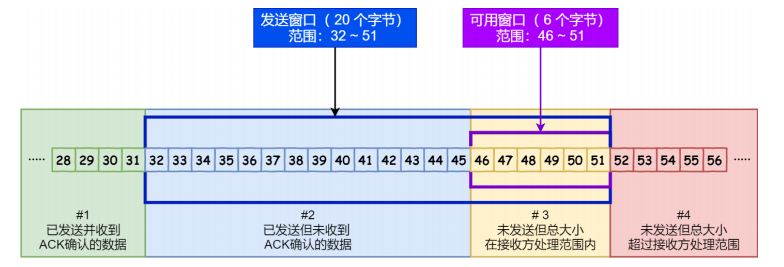 发送窗口（ 20 个字节）
范围：32 ~ 51
可用窗口（ 6 个字节）
范围：46 ~ 51
..... 28 29 30 31 32 33 34 35 36 37 38 39 40 41 42 43 44 45 46 47 48 49 50 51 52 53 54 55 56 .....
#1
已发送并收到
ACK确认的数据
#2
已发送但未收到
ACK确认的数据
# 3
未发送但总大小
在接收方处理范围内
#4
未发送但总大小
超过接收方处理范围